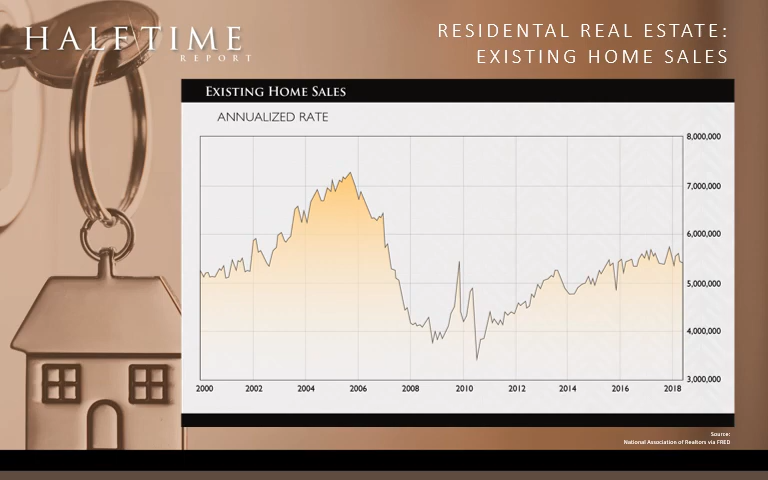 HALFTIME
REPORT
RESIDENTAL REAL ESTATE:
EXISTING HOME SALES
EXISTING HOME SALES
ANNUALIZED RATE
8,000,000
7,000,000
6,000,000
5,000,000
4,000,000
3,000,000
2000 2002 2004 2006 2008 2010 2012 2014 2016 2018
Source:
National Association of Realtors via FRED